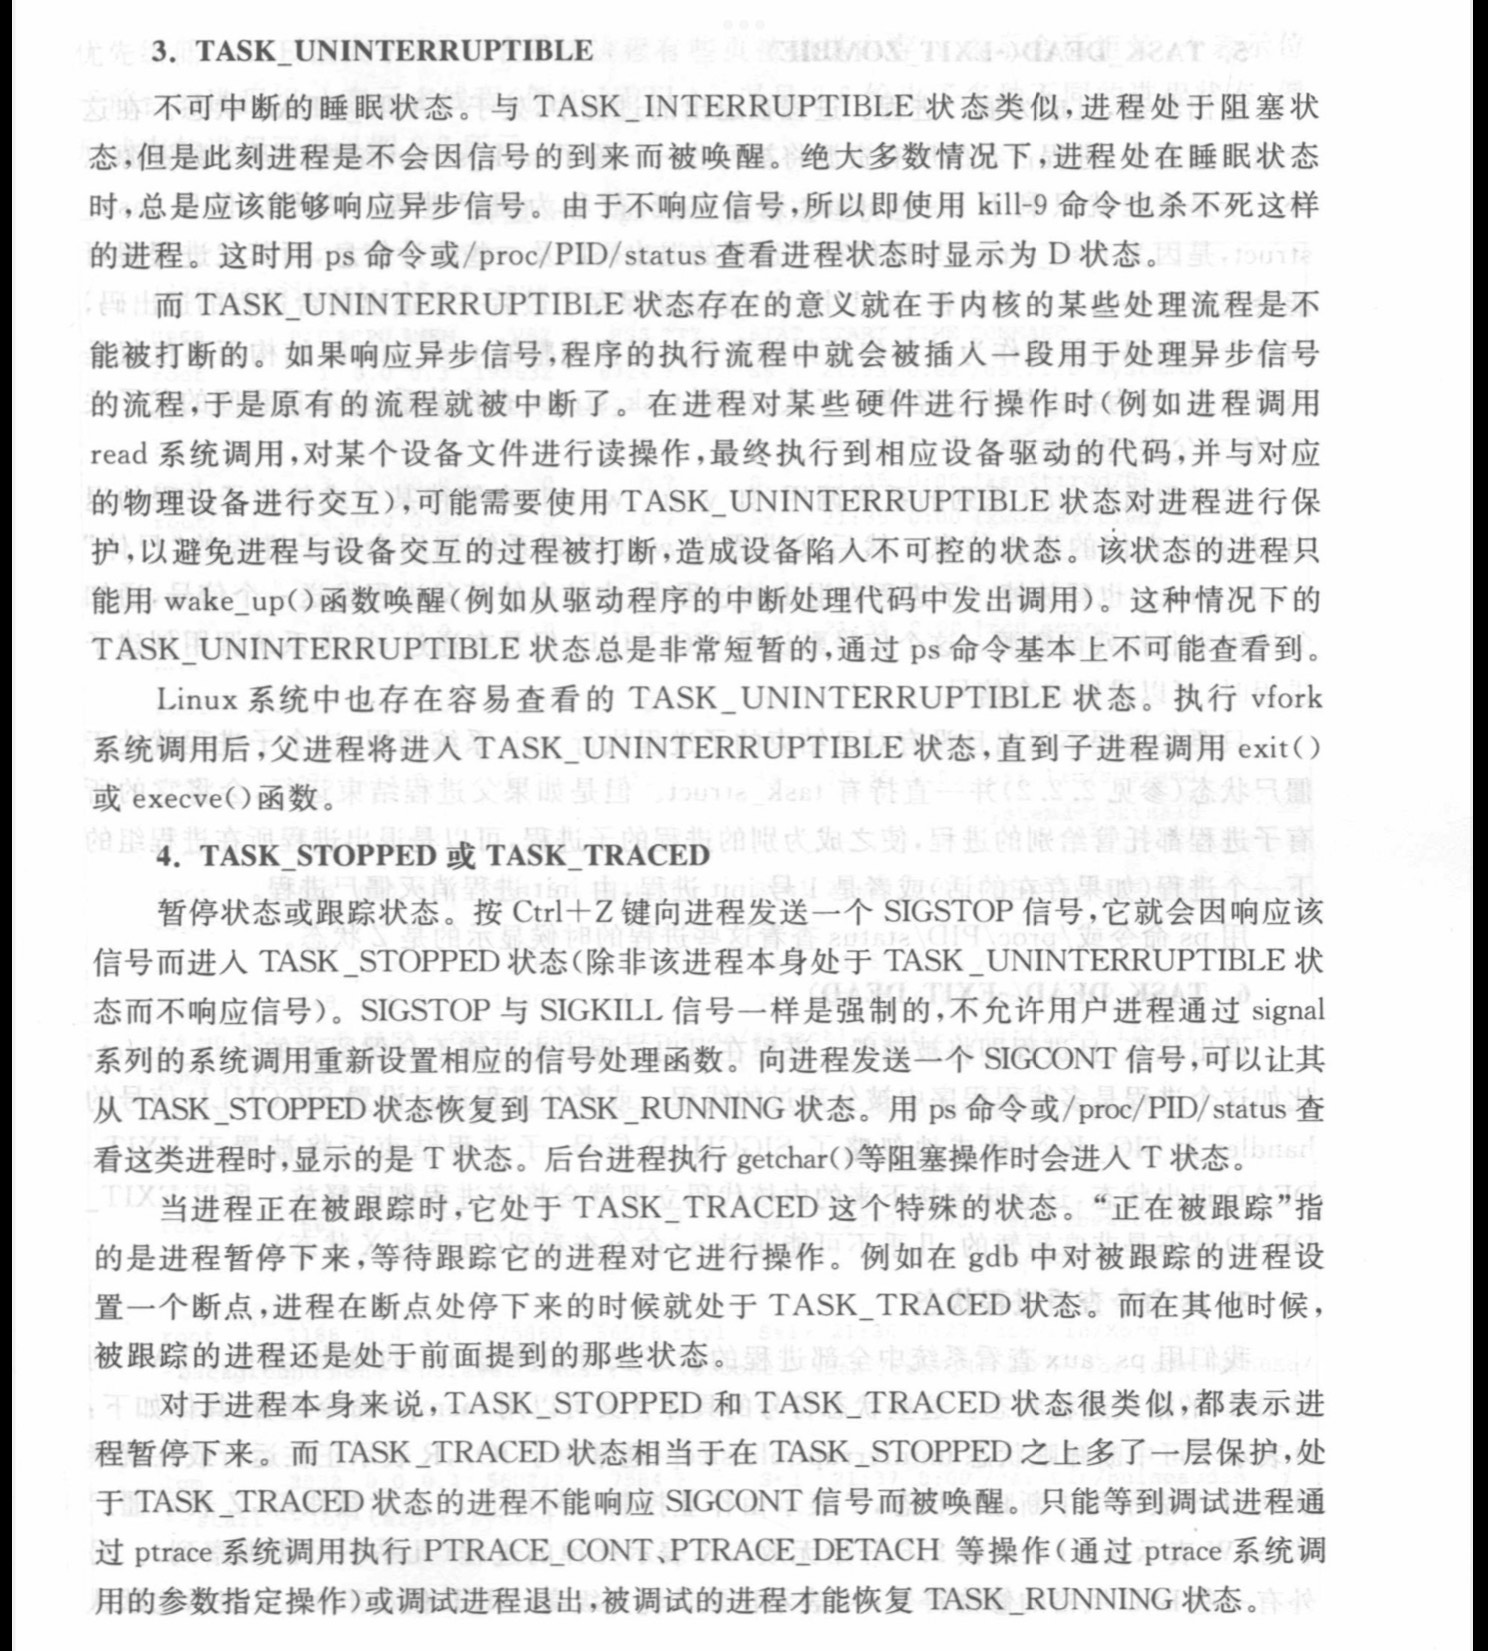 3. TASK_UNINTERRUPTIBLE
不可中断的睡眠状态。与 TASK_INTERRUPTIBLE 状态类似,进程处于阻塞状
态,但是此刻进程是不会因信号的到来而被唤醒。绝大多数情况下,进程处在睡眠状态
时,总是应该能够响应异步信号。由于不响应信号,所以即使用 kill-9 命令也杀不死这样
的进程。这时用 ps 命令或/proc/PID/status 查看进程状态时显示为 D 状态。
而 TASK_UNINTERRUPTIBLE 状态存在的意义就在于内核的某些处理流程是不
能被打断的。如果响应异步信号,程序的执行流程中就会被插入一段用于处理异步信号
的流程,于是原有的流程就被中断了。在进程对某些硬件进行操作时(例如进程调用
read 系统调用,对某个设备文件进行读操作,最终执行到相应设备驱动的代码,并与对应
的物理设备进行交互),可能需要使用 TASK_UNINTERRUPTIBLE 状态对进程进行保
护,以避免进程与设备交互的过程被打断,造成设备陷入不可控的状态。该状态的进程只
能用 wake_up()函数唤醒(例如从驱动程序的中断处理代码中发出调用)。这种情况下的
TASK_UNINTERRUPTIBLE 状态总是非常短暂的,通过 ps 命令基本上不可能查看到。
Linux 系统中也存在容易查看的 TASK_UNINTERRUPTIBLE 状态。执行 vfork
系统调用后,父进程将进入 TASK_UNINTERRUPTIBLE 状态,直到子进程调用 exit()
或 execve()函数。
4. TASK_STOPPED 或 TASK_TRACED
暂停状态或跟踪状态。按 Ctrl+Z 键向进程发送一个 SIGSTOP 信号,它就会因响应该
信号而进入 TASK_STOPPED 状态(除非该进程本身处于 TASK_UNINTERRUPTIBLE 状
态而不响应信号)。SIGSTOP 与 SIGKILL 信号一样是强制的,不允许用户进程通过 signal
系列的系统调用重新设置相应的信号处理函数。向进程发送一个 SIGCONT 信号,可以让其
从 TASK_STOPPED 状态恢复到 TASK_RUNNING 状态。用 ps 命令或/proc/PID/status 查
看这类进程时,显示的是 T 状态。后台进程执行 getchar()等阻塞操作时会进入 T 状态。
当进程正在被跟踪时,它处于 TASK_TRACED 这个特殊的状态。“正在被跟踪”指
的是进程暂停下来,等待跟踪它的进程对它进行操作。例如在 gdb 中对被跟踪的进程设
置一个断点,进程在断点处停下来的时候就处于 TASK_TRACED 状态。而在其他时候,
被跟踪的进程还是处于前面提到的那些状态。
对于进程本身来说,TASK_STOPPED 和 TASK_TRACED 状态很类似,都表示进
程暂停下来。而 TASK_TRACED 状态相当于在 TASK_STOPPED 之上多了一层保护,处
于 TASK_TRACED 状态的进程不能响应 SIGCONT 信号而被唤醒。只能等到调试进程通
过 ptrace 系统调用执行 PTRACE_CONT、PTRACE_DETACH 等操作(通过 ptrace 系统调
用的参数指定操作)或调试进程退出,被调试的进程才能恢复 TASK_RUNNING 状态。